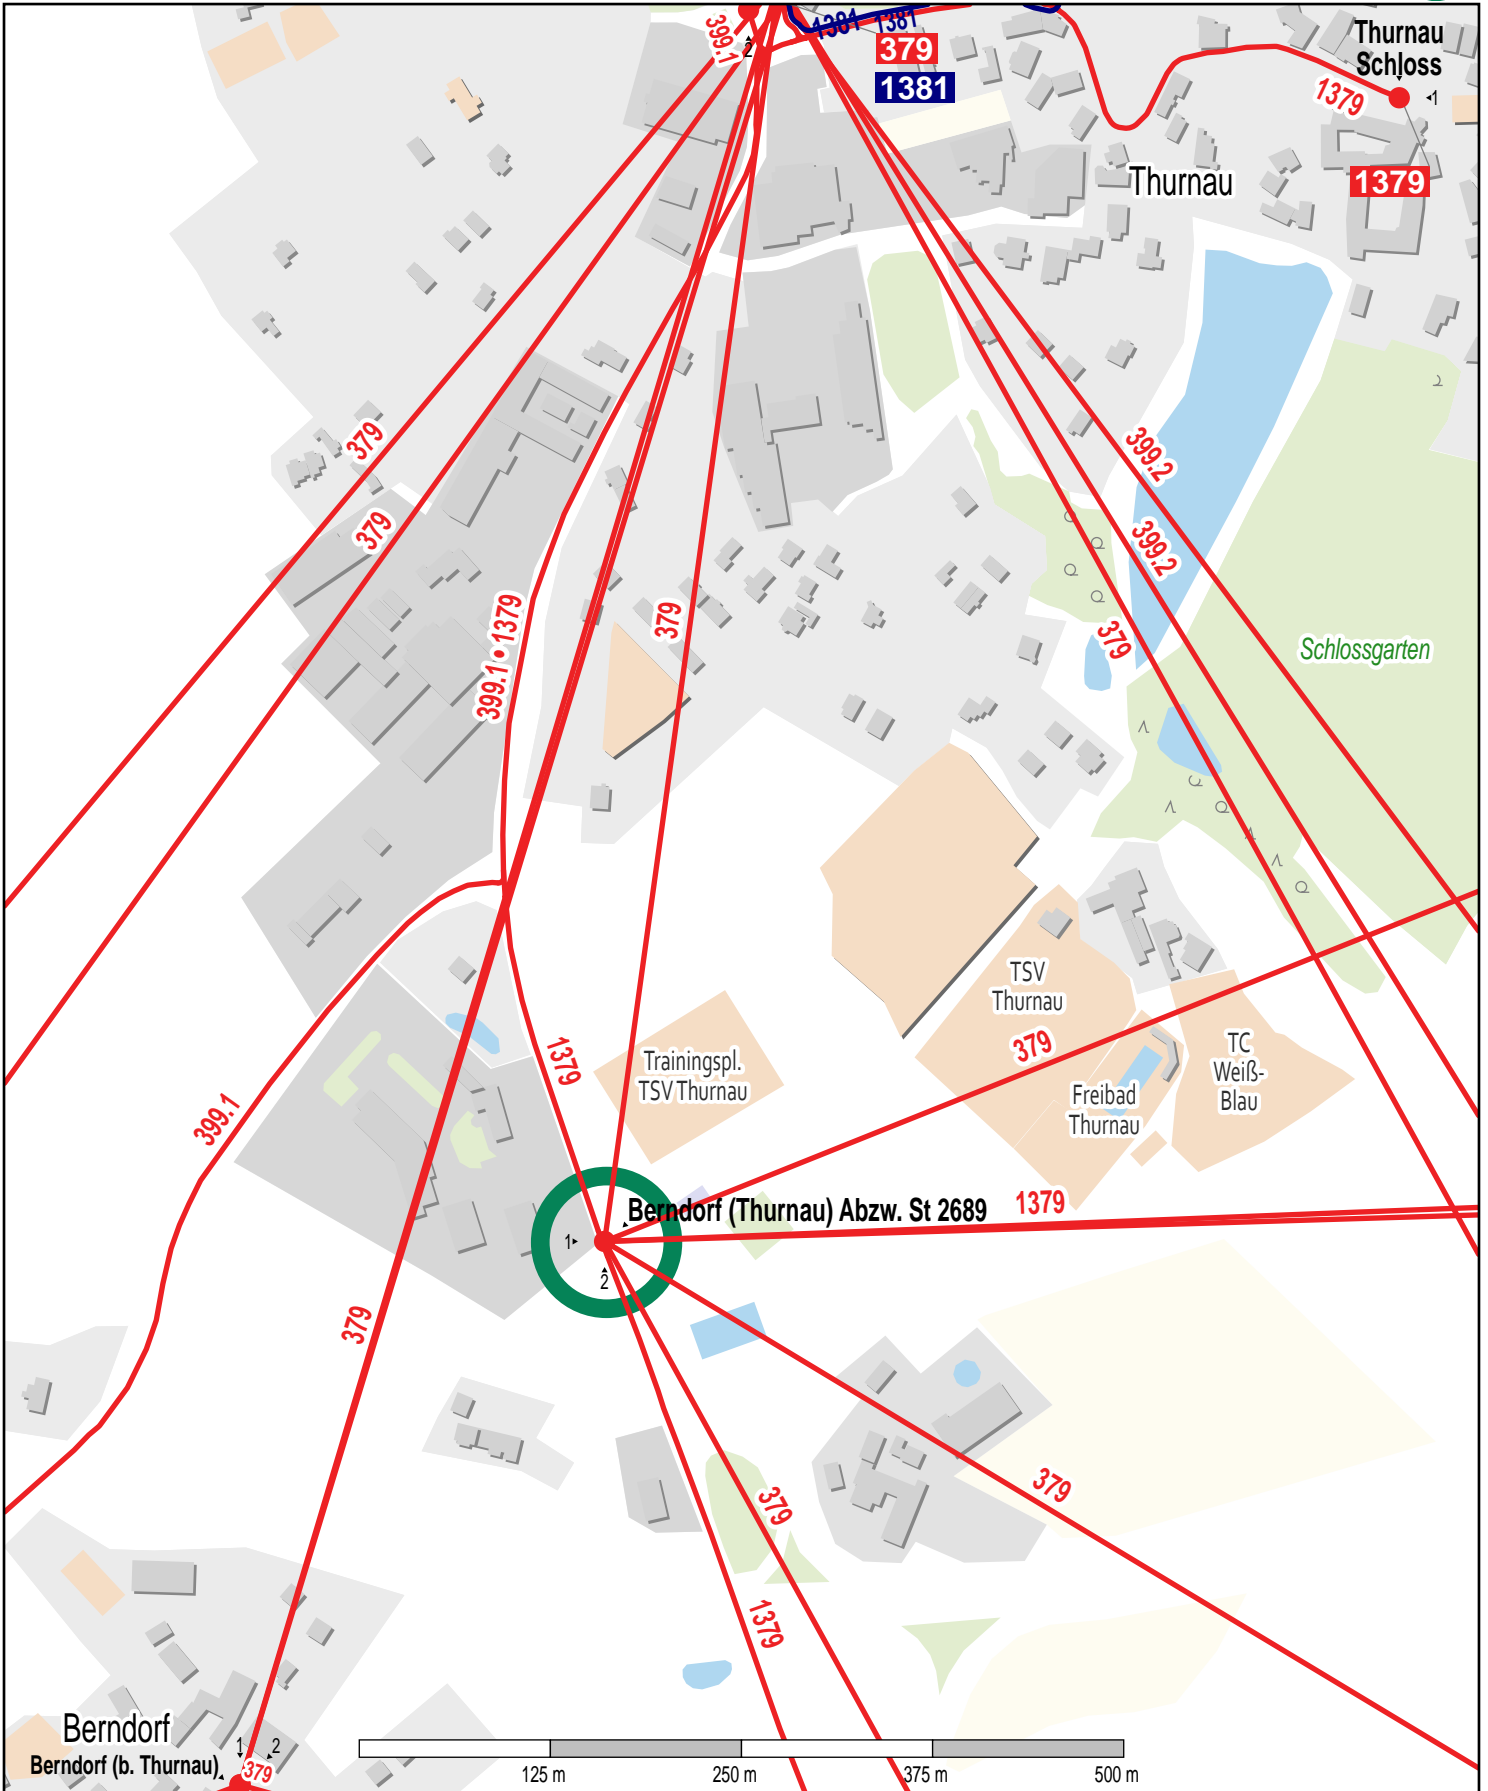 399.1
2
1381
1381
379
1381
Thurnau
Schloss
1
1379
1379
Thurnau
379
379
399.2
399.2
379
379
399.1 • 1379
Schlossgarten
TSV
Thurnau
379
TC
Weiß-
Blau
Freibad
Thurnau
Trainingspl.
TSV Thurnau
1379
399.1
Berndorf (Thurnau) Abzw. St 2689
1379
1
2
379
379
379
1379
Berndorf
Berndorf (b. Thurnau)
1
2
379
125 m
250 m
375 m
500 m